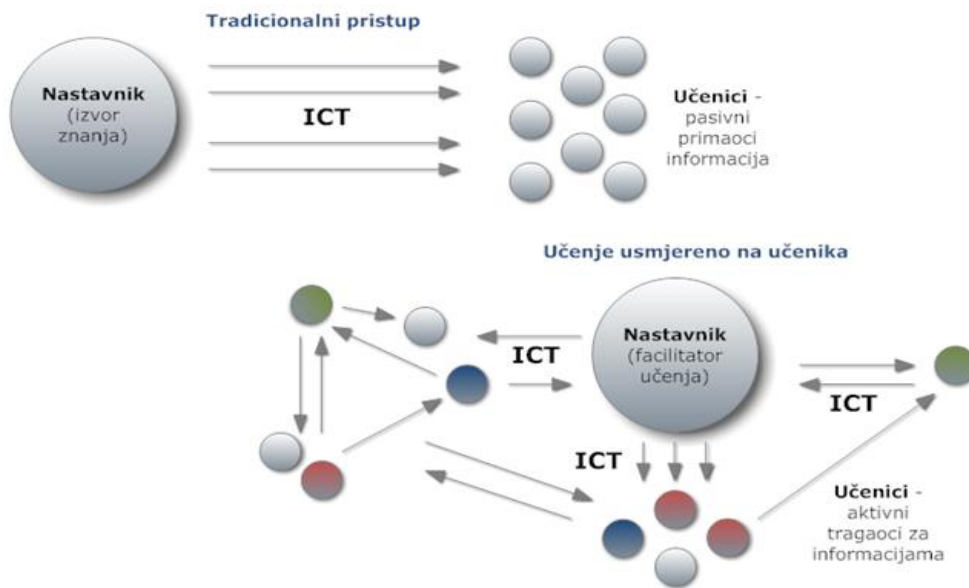 Tradicionalni pristup
Nastavnik
(izvor
znanja)
ICT
Učenici -
pasivni
primaoci
informacija
Učenje usmjereno na učenika
Nastavnik
(facilitator
učenja)
ICT
ICT
ICT
Učenici -
aktivni
tragaoci za
informacijama